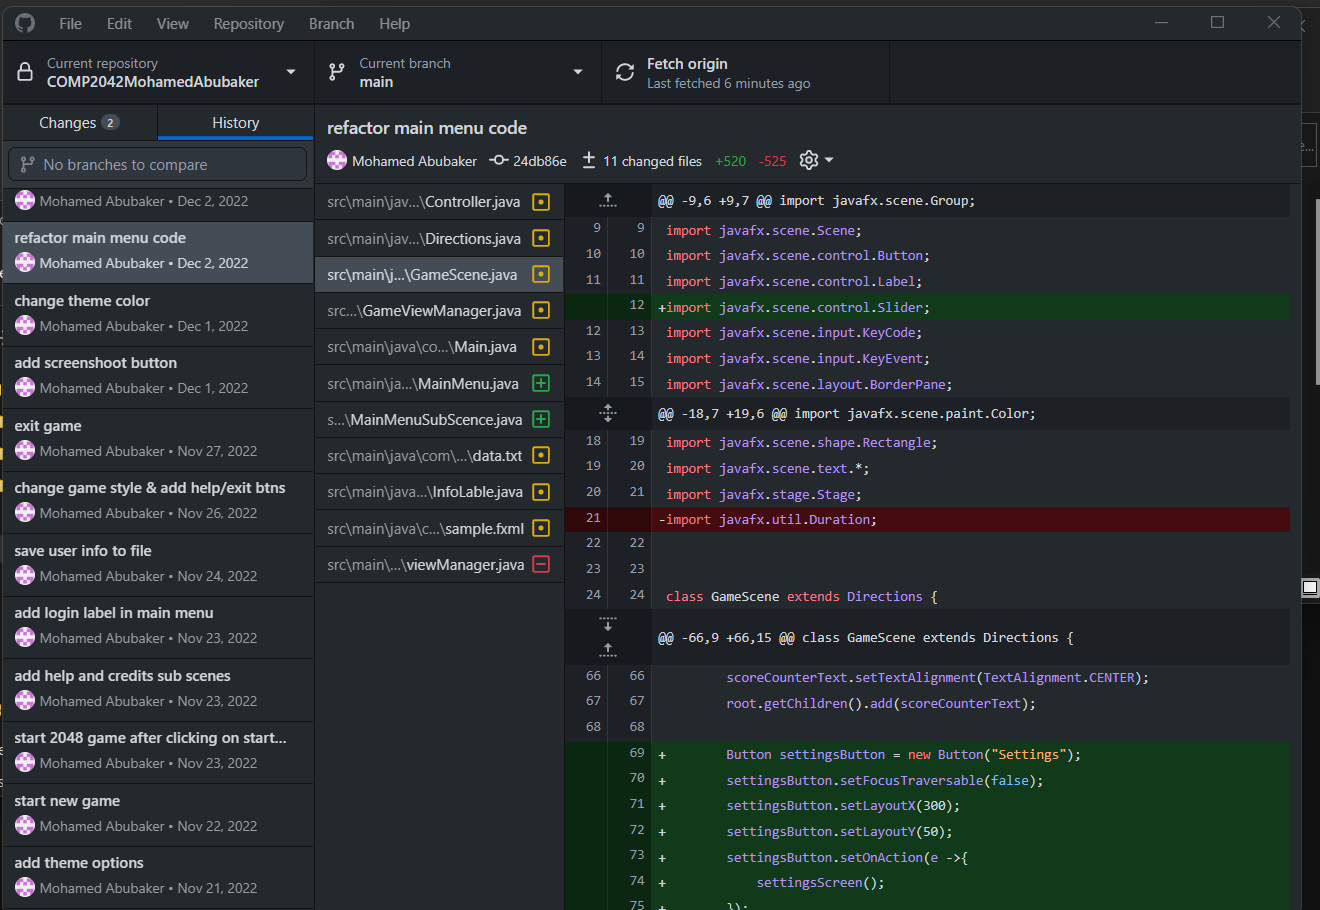 File Edit View Repository Branch Help
Current repository
COMP2042MohamedAbubaker
Current branch
main
Fetch origin
Last fetched 6 minutes ago
Changes 2
History
No branches to compare
Mohamed Abubaker • Dec 2, 2022
refactor main menu code
Mohamed Abubaker • Dec 2, 2022
change theme color
Mohamed Abubaker • Dec 1, 2022
add screenshoot button
Mohamed Abubaker • Dec 1, 2022
exit game
Mohamed Abubaker • Nov 27, 2022
change game style & add help/exit btns
Mohamed Abubaker • Nov 26, 2022
save user info to file
Mohamed Abubaker • Nov 24, 2022
add login label in main menu
Mohamed Abubaker • Nov 23, 2022
add help and credits sub scenes
Mohamed Abubaker • Nov 23, 2022
start 2048 game after clicking on start...
Mohamed Abubaker • Nov 23, 2022
start new game
Mohamed Abubaker • Nov 22, 2022
add theme options
Mohamed Abubaker • Nov 21, 2022
refactor main menu code
Mohamed Abubaker 24db86e 11 changed files +520 -525
src\main\jav...\Controller.java
src\main\jav...\Directions.java
src\main\j...\GameScene.java
src...\GameViewManager.java
src\main\java\co...\Main.java
src\main\ja...\MainMenu.java
s...\MainMenuSubScence.java
src\main\java\com\...\data.txt
src\main\java...\InfoLable.java
src\main\java\c...\sample.fxml
src\main\...\viewManager.java
@@ -9,6 +9,7 @@ import javafx.scene.Group;
9 9 import javafx.scene.Scene;
10 10 import javafx.scene.control.Button;
11 11 import javafx.scene.control.Label;
12 +import javafx.scene.control.Slider;
12 13 import javafx.scene.input.KeyCode;
13 14 import javafx.scene.input.KeyEvent;
14 15 import javafx.scene.layout.BorderPane;
@@ -18,7 +19,6 @@ import javafx.scene.paint.Color;
18 19 import javafx.scene.shape.Rectangle;
19 20 import javafx.scene.text.*;
20 21 import javafx.stage.Stage;
21 -import javafx.util.Duration;
22 22
23 23
24 24 class GameScene extends Directions {
@@ -66,9 +66,15 @@ class GameScene extends Directions {
66 66 scoreCounterText.setTextAlignment(TextAlignment.CENTER);
67 67 root.getChildren().add(scoreCounterText);
68 68
69 + Button settingsButton = new Button("Settings");
70 + settingsButton.setFocusTraversable(false);
71 + settingsButton.setLayoutX(300);
72 + settingsButton.setLayoutY(50);
73 + settingsButton.setOnAction(e ->{
74 + settingsScreen();
75 + });